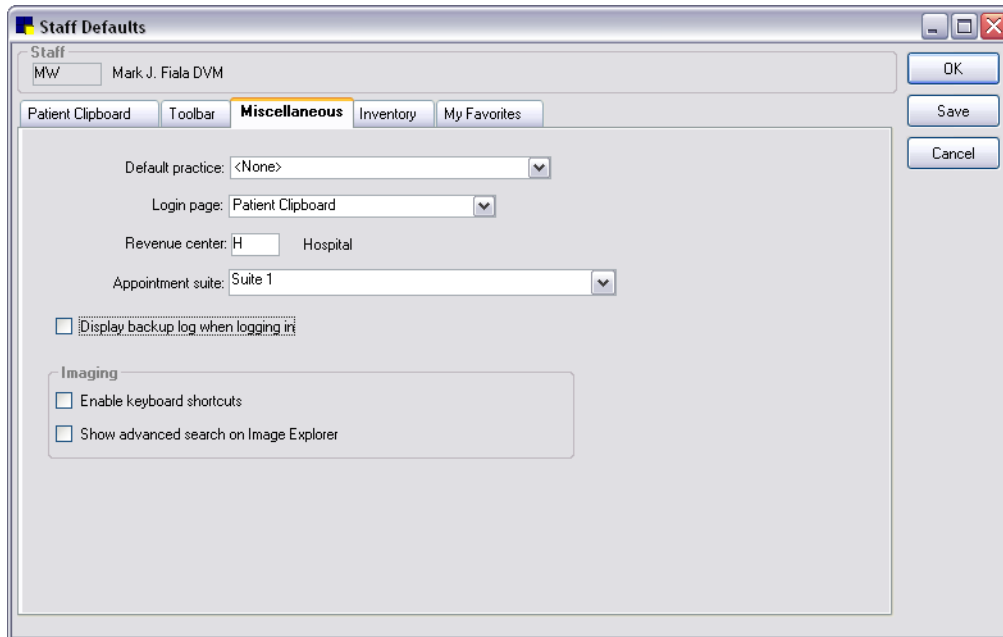 Staff Defaults
Staff
MW Mark J. Fiala DVM
OK
Patient Clipboard Toolbar Miscellaneous Inventory My Favorites
Save
Cancel
Default practice: <None>
Login page: Patient Clipboard
Revenue center: H Hospital
Appointment suite: Suite 1
Display backup log when logging in
Imaging
Enable keyboard shortcuts
Show advanced search on Image Explorer